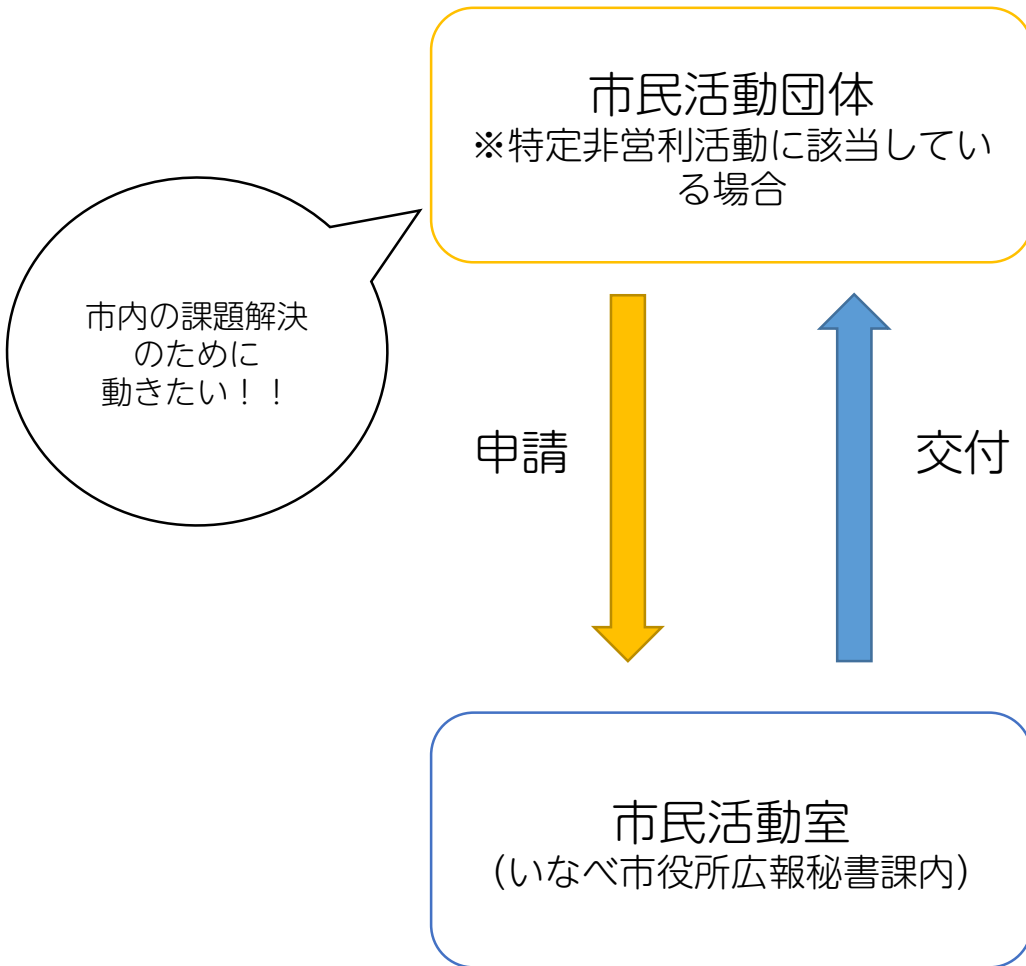 市民活動団体
※特定非営利活動に該当してい
る場合
市内の課題解決
のために
動きたい！！
申請
交付
市民活動室
(いなべ市役所広報秘書課内)